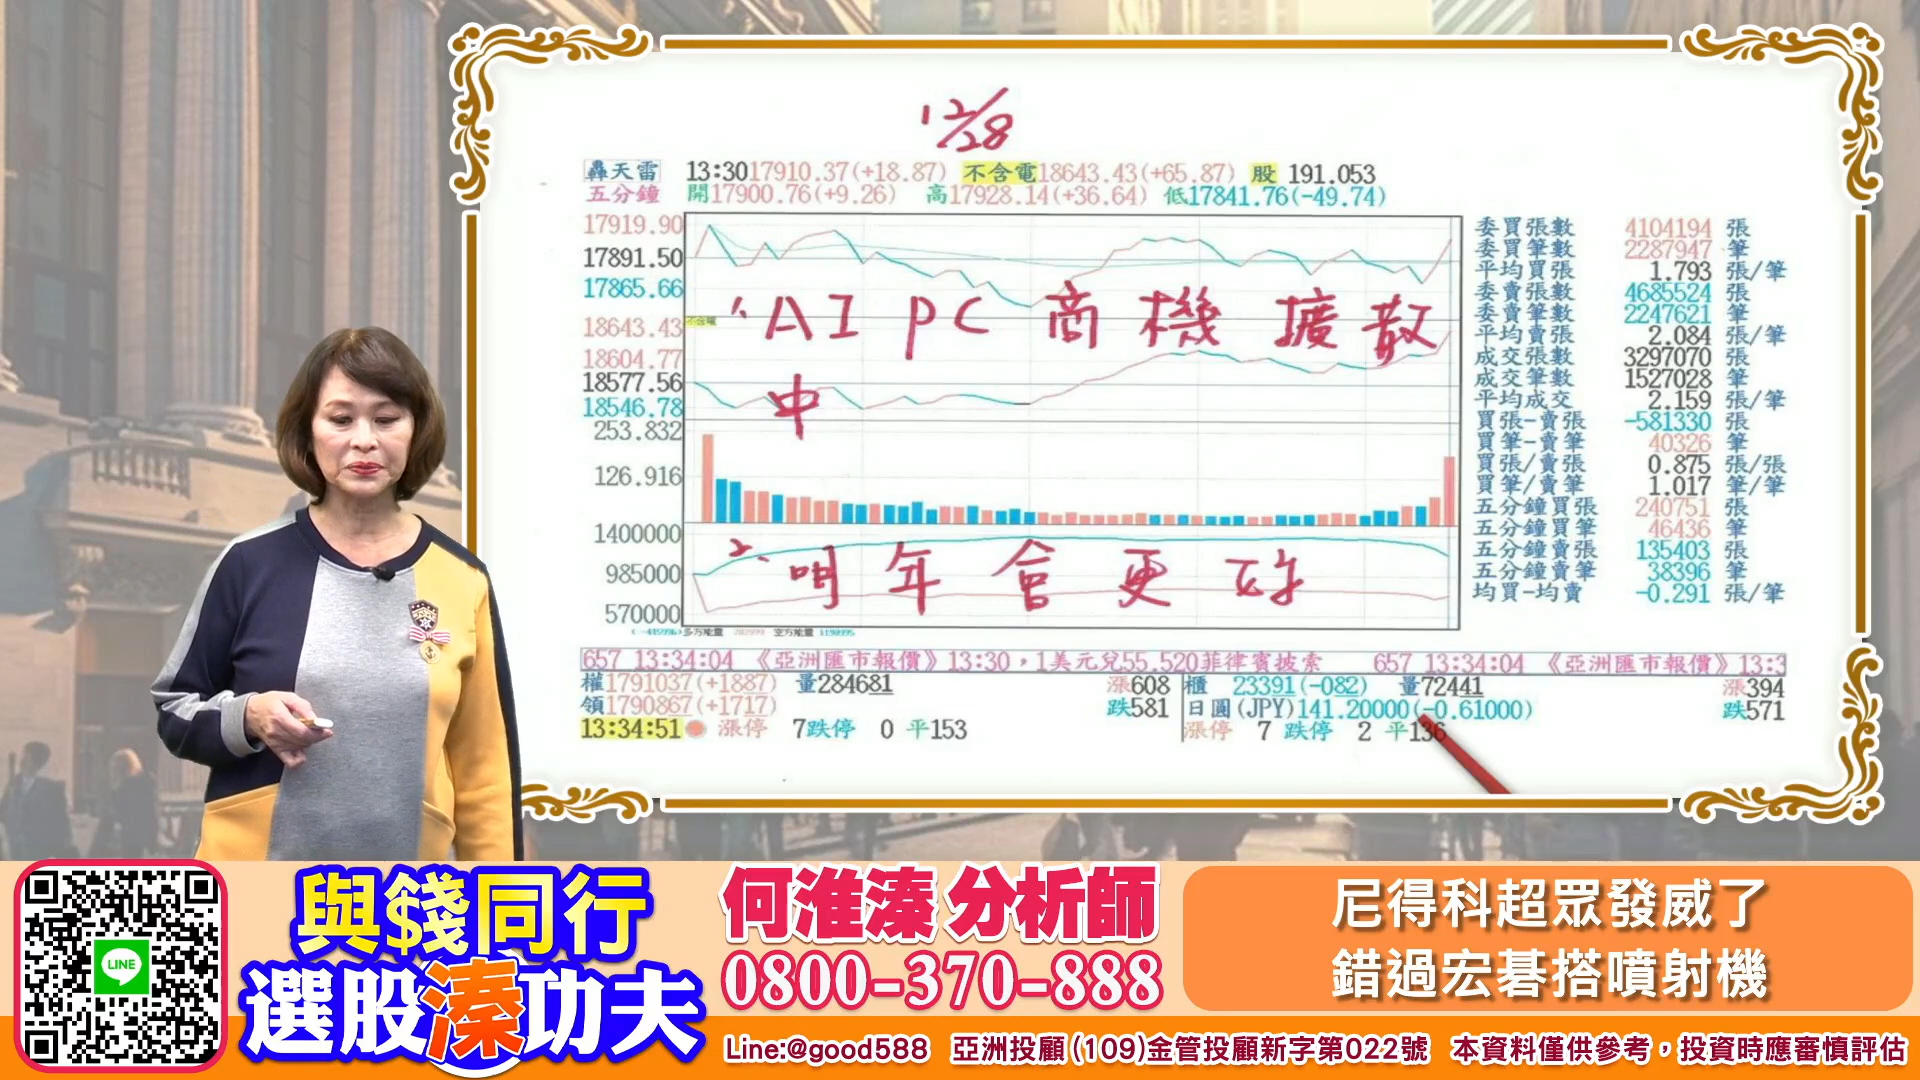 12/28
轟天雷 13:30 17910.37(+18.87) 不含電 18643.43(+65.87) 股 191.053
五分鐘 開17900.76(+9.26) 高17928.14(+36.64) 低17841.76(-49.74)
17919.90
17891.50
17865.66
18643.43
18604.77
18577.56
18546.78
253.832
126.916
1400000
985000
570000
不含電
1、AI PC 商機擴散
中
2、明年會更好
多方能量 空方能量
委買張數 4104194 張
委買筆數 2287947 筆
平均買張 1.793 張/筆
委賣張數 4685524 張
委賣筆數 2247621 筆
平均賣張 2.084 張/筆
成交張數 3297070 張
成交筆數 1527028 筆
平均成交 2.159 張/筆
買張-賣張 -581330 張
買筆-賣筆 40326 筆
買張/賣張 0.875 張/張
買筆/賣筆 1.017 筆/筆
五分鐘買張 240751 張
五分鐘買筆 46436 筆
五分鐘賣張 135403 張
五分鐘賣筆 38396 筆
均買-均賣 -0.291 張/筆
657 13:34:04 《亞洲匯市報價》13:30，1美元兌55.520菲律賓披索 657 13:34:04 《亞洲匯市報價》13:3
權1791037(+1887) 量284681 漲608 櫃 23391(-082) 量72441 漲394
領1790867(+1717) 跌581 日圓(JPY)141.20000(-0.61000) 跌571
13:34:51 漲停 7跌停 0 平153 漲停 7 跌停 2 平136
LINE
與$錢同行
選股溱功夫
何淮溱 分析師
0800-370-888
尼得科超眾發威了
錯過宏碁搭噴射機
Line:@good588 亞洲投顧 (109)金管投顧新字第022號 本資料僅供參考，投資時應審慎評估